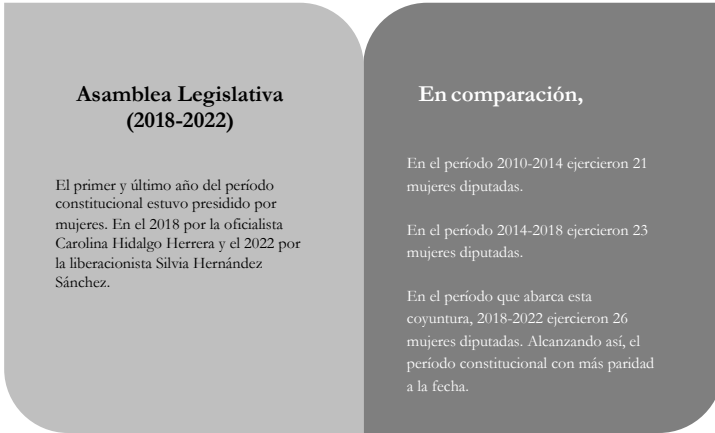 Asamblea Legislativa
(2018-2022)
El primer y último año del período
constitucional estuvo presidido por
mujeres. En el 2018 por la oficialista
Carolina Hidalgo Herrera y el 2022 por
la liberacionista Silvia Hernández
Sánchez.
En comparación,
En el período 2010-2014 ejercieron 21
mujeres diputadas.
En el período 2014-2018 ejercieron 23
mujeres diputadas.
En el período que abarca esta
coyuntura, 2018-2022 ejercieron 26
mujeres diputadas. Alcanzando así, el
período constitucional con más paridad
a la fecha.